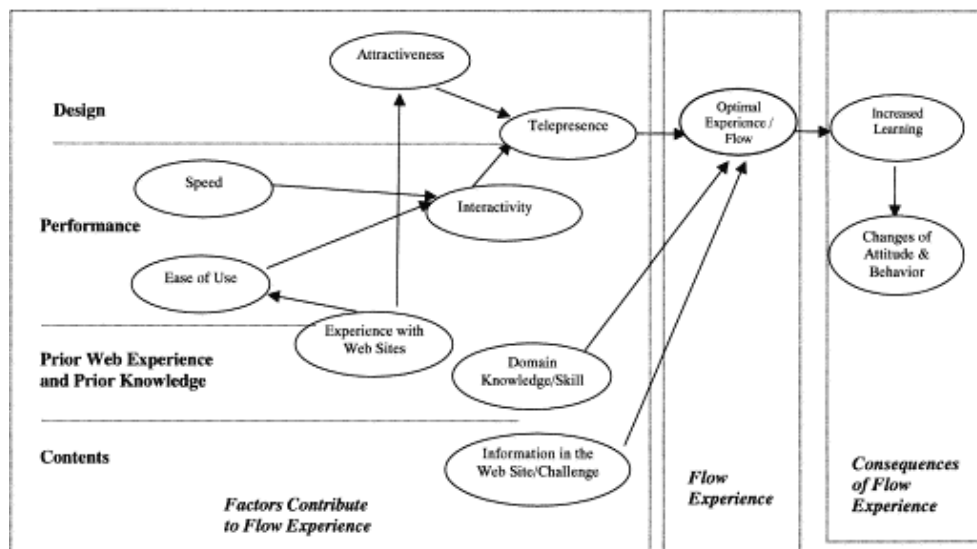 Attractiveness
Design
Telepresence
Optimal
Experience /
Flow
Increased
Learning
Speed
Interactivity
Performance
Changes of
Attitude &
Behavior
Ease of Use
Experience with
Web Sites
Prior Web Experience
and Prior Knowledge
Domain
Knowledge/Skill
Contents
Information in the
Web Site/Challenge
Factors Contribute
to Flow Experience
Flow
Experience
Consequences
of Flow
Experience